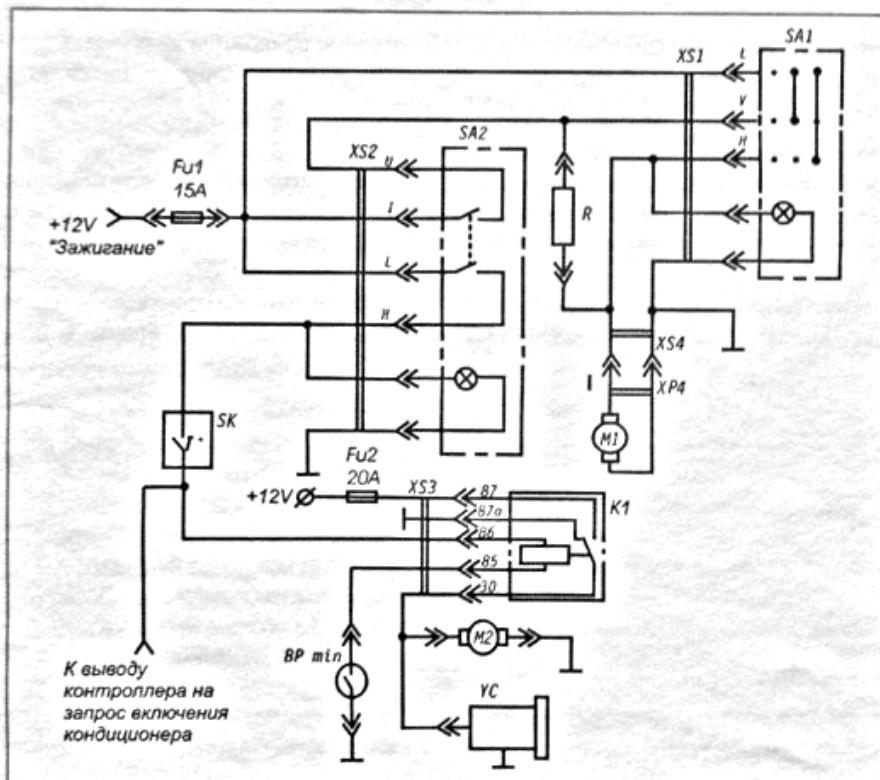 SA1
XS1
L
V
H
SA2
XS2
U
I
L
H
Fu1
15A
+12V
"Зажигание"
R
XS4
XP4
M1
SK
Fu2
20A
+12V
XS3
87
87a
86
85
30
K1
BP min
M2
YC
К выводу
контроллера на
запрос включения
кондиционера